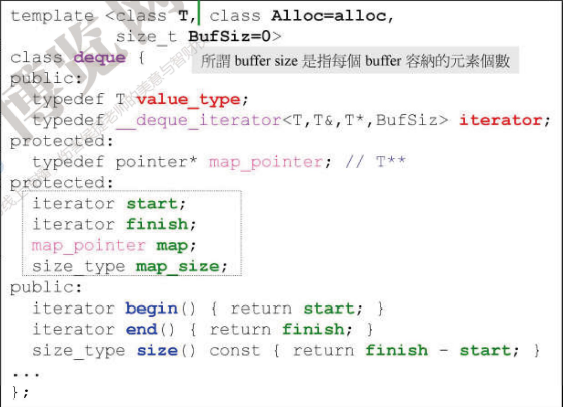 template <class T, class Alloc=alloc,
          size_t BufSiz=0>
class deque {    所謂 buffer size 是指每個 buffer 容納的元素個數
public:
  typedef T value_type;
  typedef __deque_iterator<T,T&,T*,BufSiz> iterator;
protected:
  typedef pointer* map_pointer; // T**
protected:
  iterator start;
  iterator finish;
  map_pointer map;
  size_type map_size;
public:
  iterator begin() { return start; }
  iterator end() { return finish; }
  size_type size() const { return finish - start; }
...
};
博览网